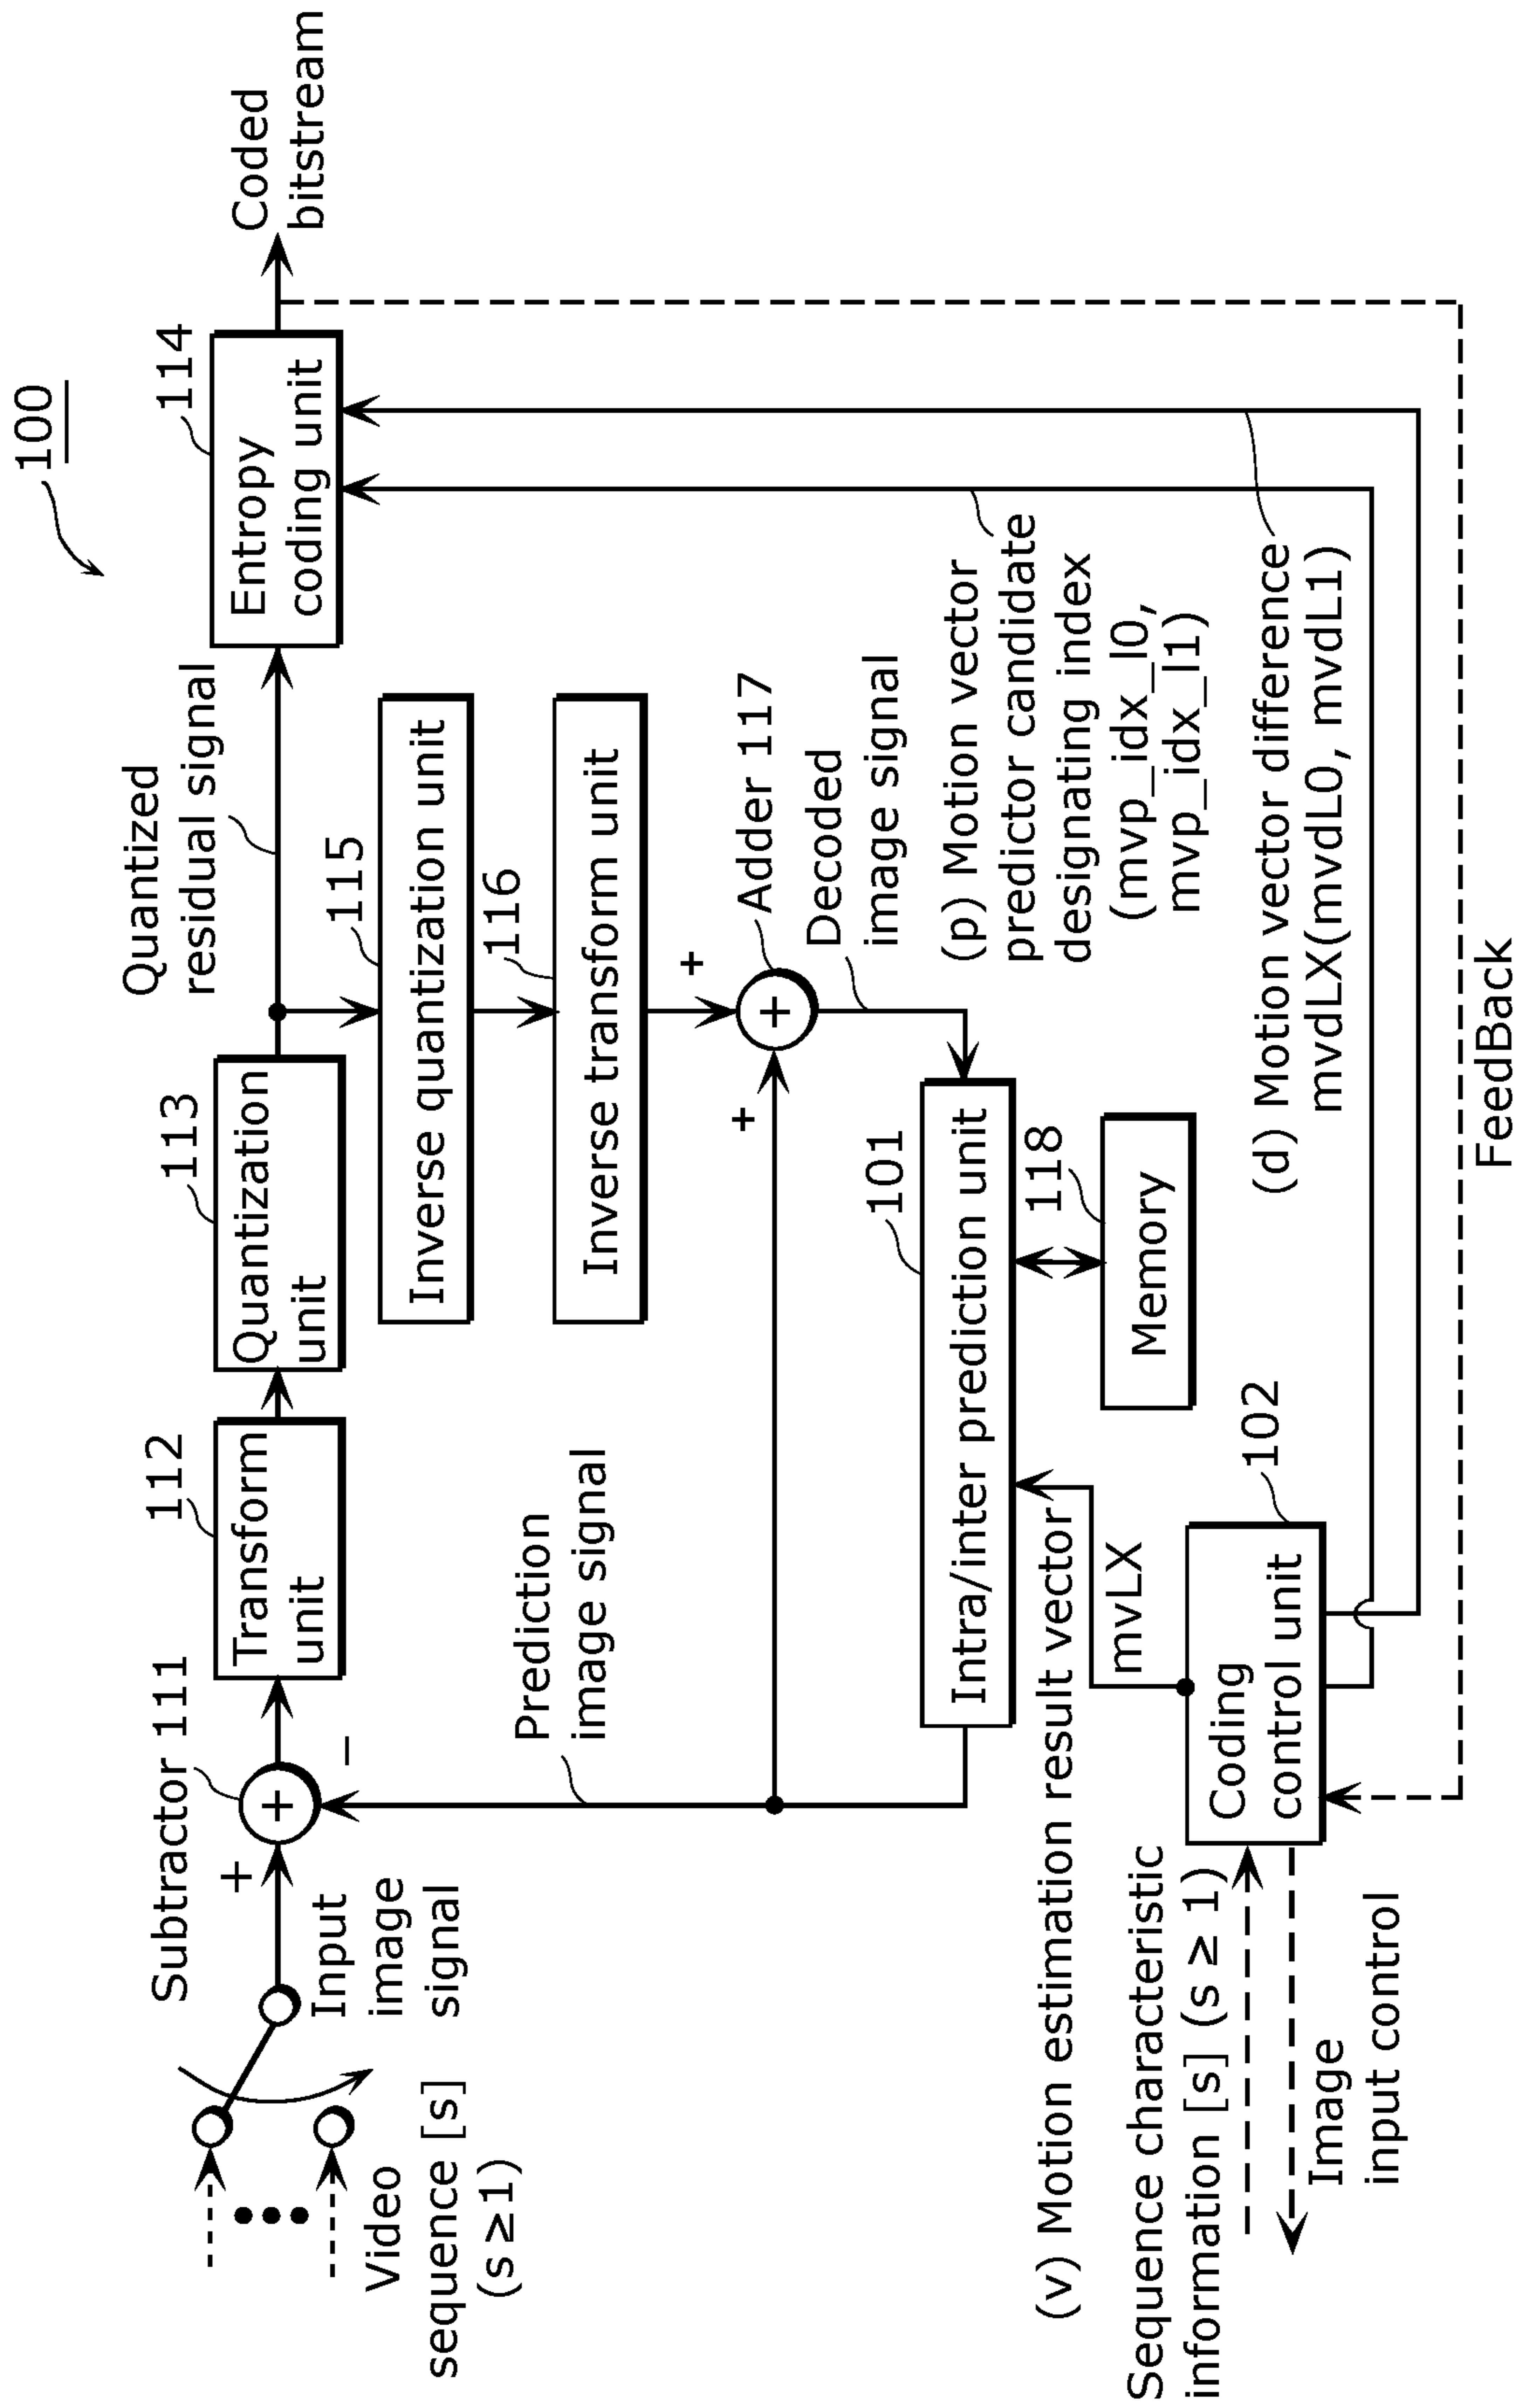 100
Subtractor 111
112
113
114
Transform
unit
Quantization
unit
Quantized
residual signal
Entropy
coding unit
Coded
bitstream
+
+
−
Input
image
signal
Video
sequence [s]
(s≥1)
115
Inverse quantization unit
116
Inverse transform unit
Prediction
image signal
+
+
+
Adder 117
Decoded
image signal
101
Intra/inter prediction unit
118
Memory
(p) Motion vector
predictor candidate
designating index
(mvp_idx_l0,
mvp_idx_l1)
(v) Motion estimation result vector
mvLX
Sequence characteristic
information [s] (s≥1)
102
Coding
control unit
Image
input control
(d) Motion vector difference
mvdLX(mvdL0, mvdL1)
FeedBack